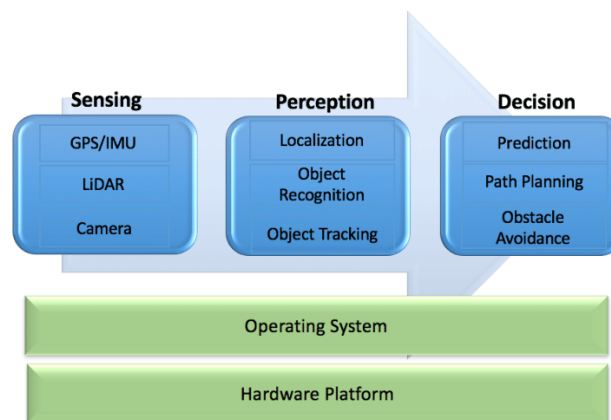 Sensing
GPS/IMU
LiDAR
Camera
Perception
Localization
Object
Recognition
Object Tracking
Decision
Prediction
Path Planning
Obstacle
Avoidance
Operating System
Hardware Platform